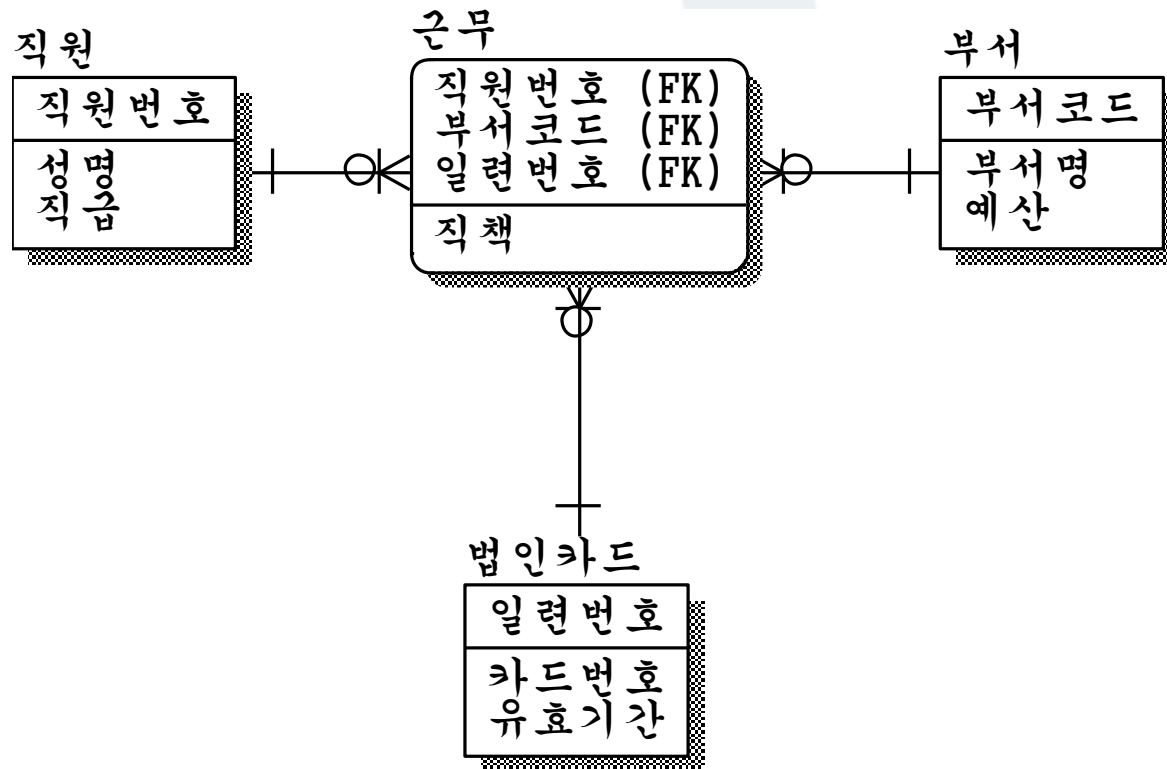 직원
직원번호
성명
직급
근무
직원번호 (FK)
부서코드 (FK)
일련번호 (FK)
직책
부서
부서코드
부서명
예산
법인카드
일련번호
카드번호
유효기간